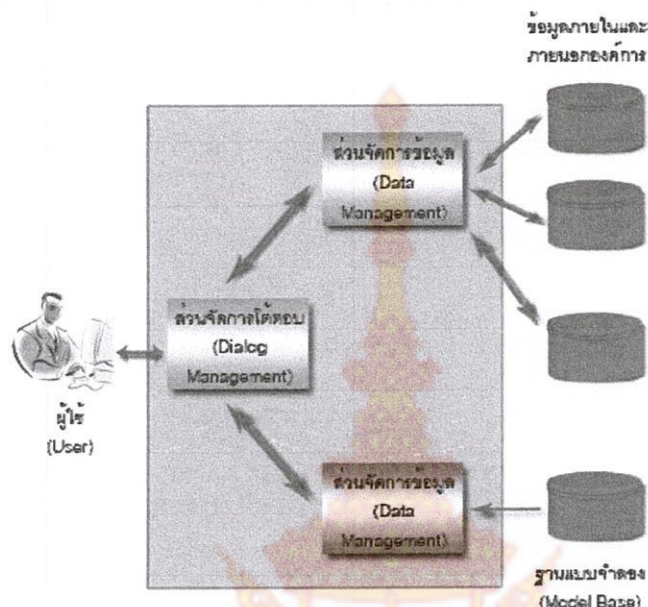 ข้อมูลภายในและ
ภายนอกองค์การ
ส่วนจัดการข้อมูล
(Data
Management)
ส่วนจัดการโต้ตอบ
(Dialog
Management)
ผู้ใช้
(User)
ส่วนจัดการข้อมูล
(Data
Management)
ฐานแบบจำลอง
(Model Base)